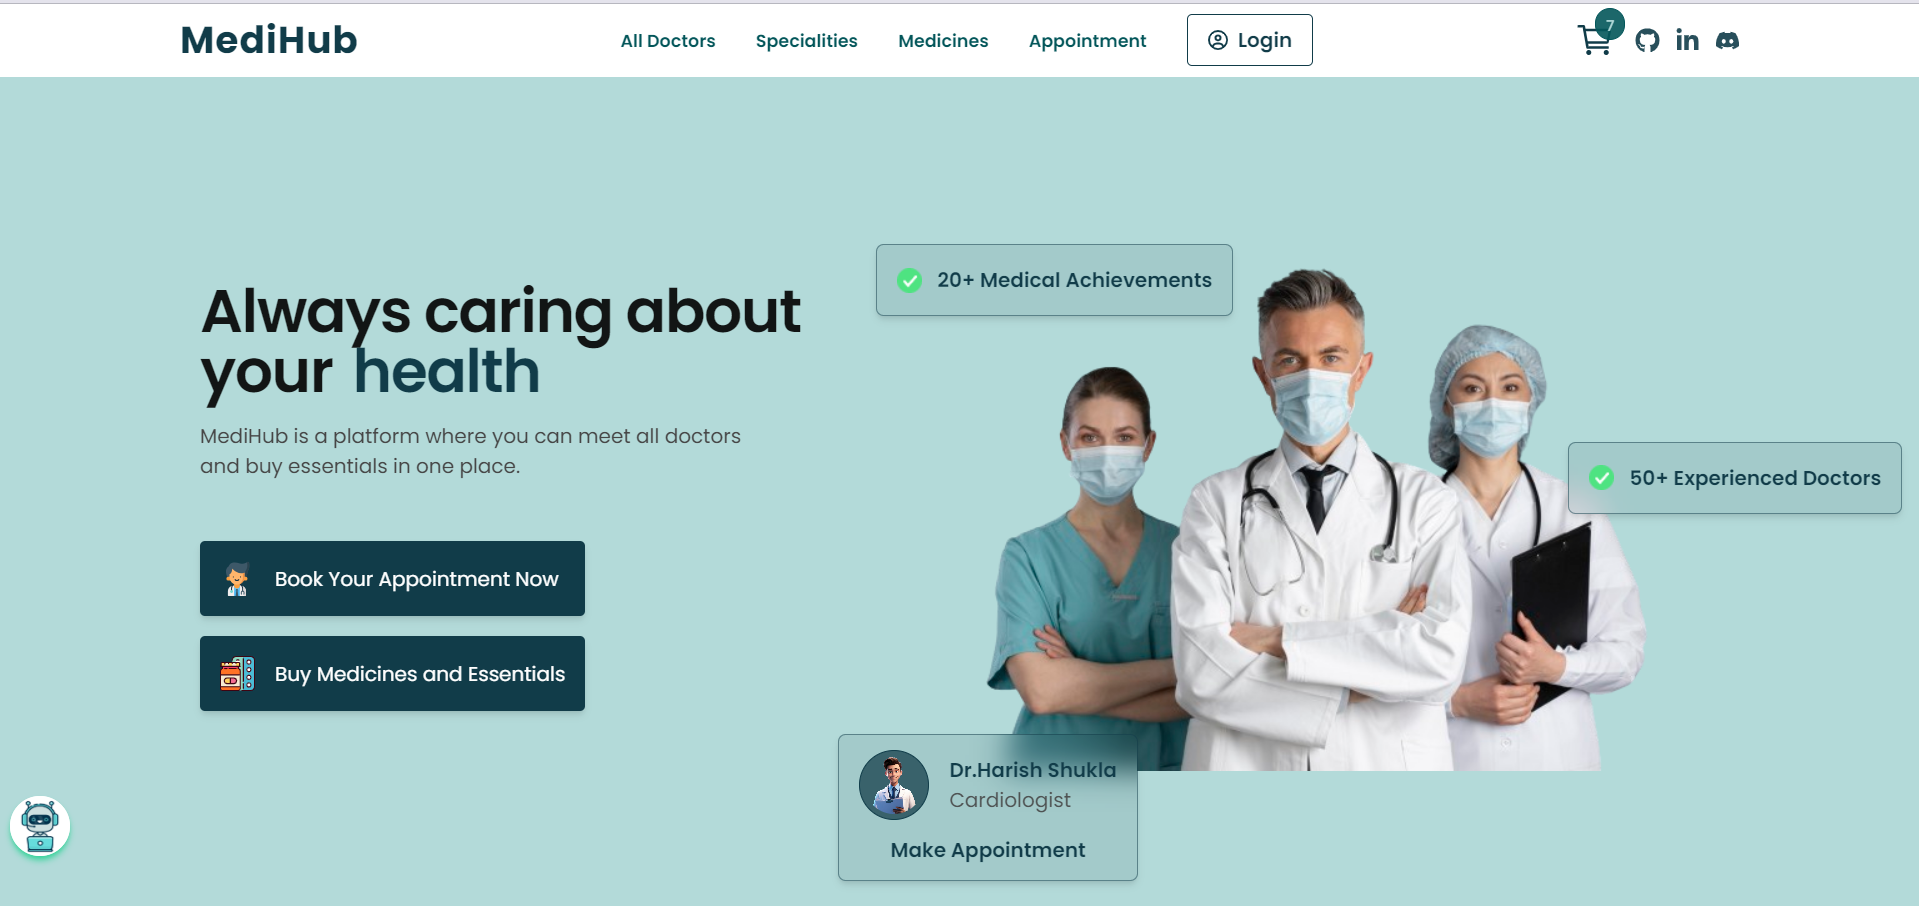 MediHub
All Doctors
Specialities
Medicines
Appointment
Login
7
20+ Medical Achievements
Always caring about
your health
MediHub is a platform where you can meet all doctors
and buy essentials in one place.
50+ Experienced Doctors
Book Your Appointment Now
Buy Medicines and Essentials
Dr.Harish Shukla
Cardiologist
Make Appointment